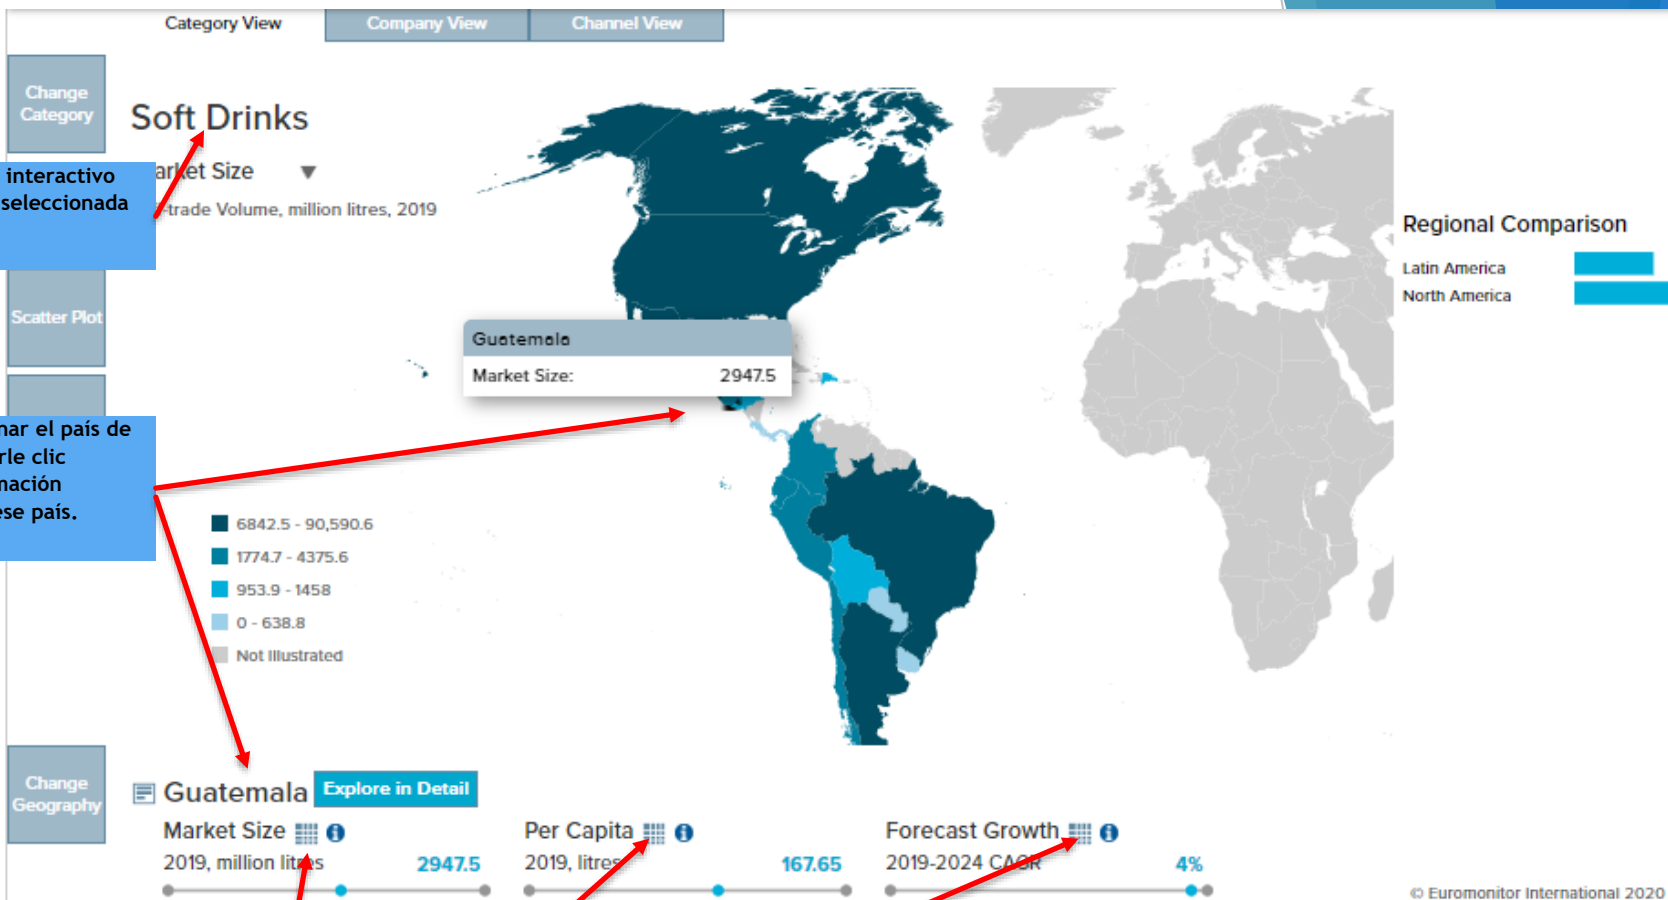 Category View
Company View
Channel View
Change
Category
Soft Drinks
interactivo
seleccionada
arket Size
-trade Volume, million litres, 2019
Regional Comparison
Latin America
North America
Scatter Plot
Guatemala
Market Size: 2947.5
nar el país de
rle clic
mación
ese país.
6842.5 - 90,590.6
1774.7 - 4375.6
953.9 - 1458
0 - 638.8
Not Illustrated
Change
Geography
Guatemala
Explore in Detail
Market Size
2019, million litres 2947.5
Per Capita
2019, litres 167.65
Forecast Growth
2019-2024 CAGR 4%
© Euromonitor International 2020